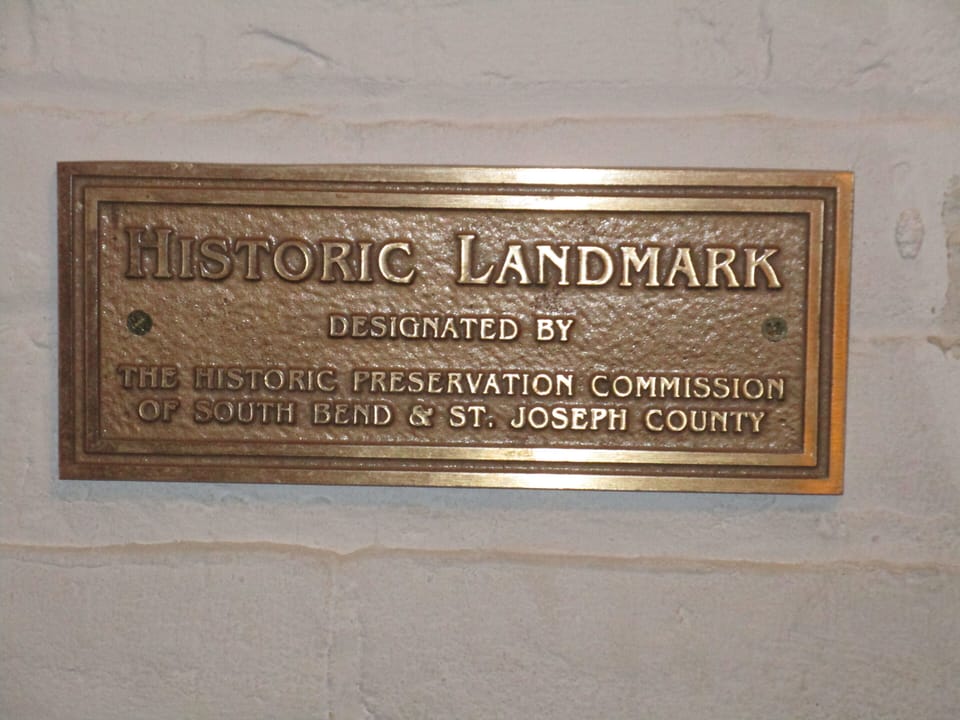 HISTORIC LANDMARK
DESIGNATED BY
THE HISTORIC PRESERVATION COMMISSION
OF SOUTH BEND & ST. JOSEPH COUNTY